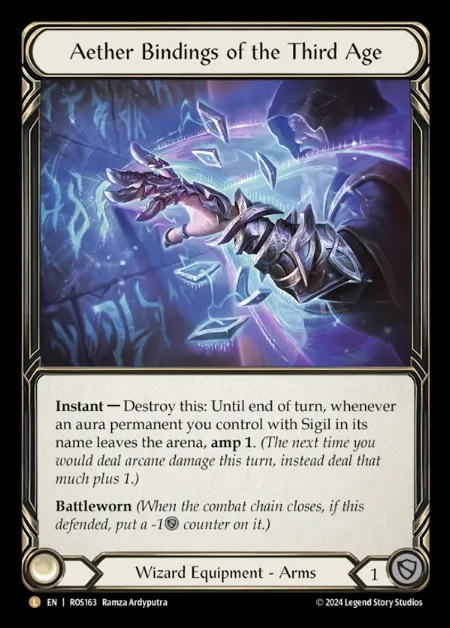 Aether Bindings of the Third Age
Instant — Destroy this: Until end of turn, whenever
an aura permanent you control with Sigil in its
name leaves the arena, amp 1. (The next time you
would deal arcane damage this turn, instead deal that
much plus 1.)
Battleworn (When the combat chain closes, if this
defended, put a -1 counter on it.)
Wizard Equipment - Arms
1
L EN | ROS163 Ramza Ardyputra
© 2024 Legend Story Studios